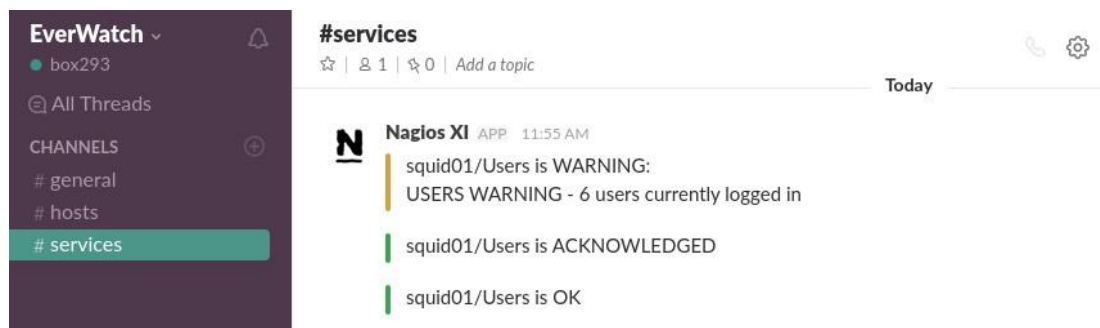 EverWatch
box293
All Threads
CHANNELS
# general
# hosts
# services
#services
1 | 0 | Add a topic
Today
N
Nagios XI APP 11:55 AM
squid01/Users is WARNING:
USERS WARNING - 6 users currently logged in
squid01/Users is ACKNOWLEDGED
squid01/Users is OK